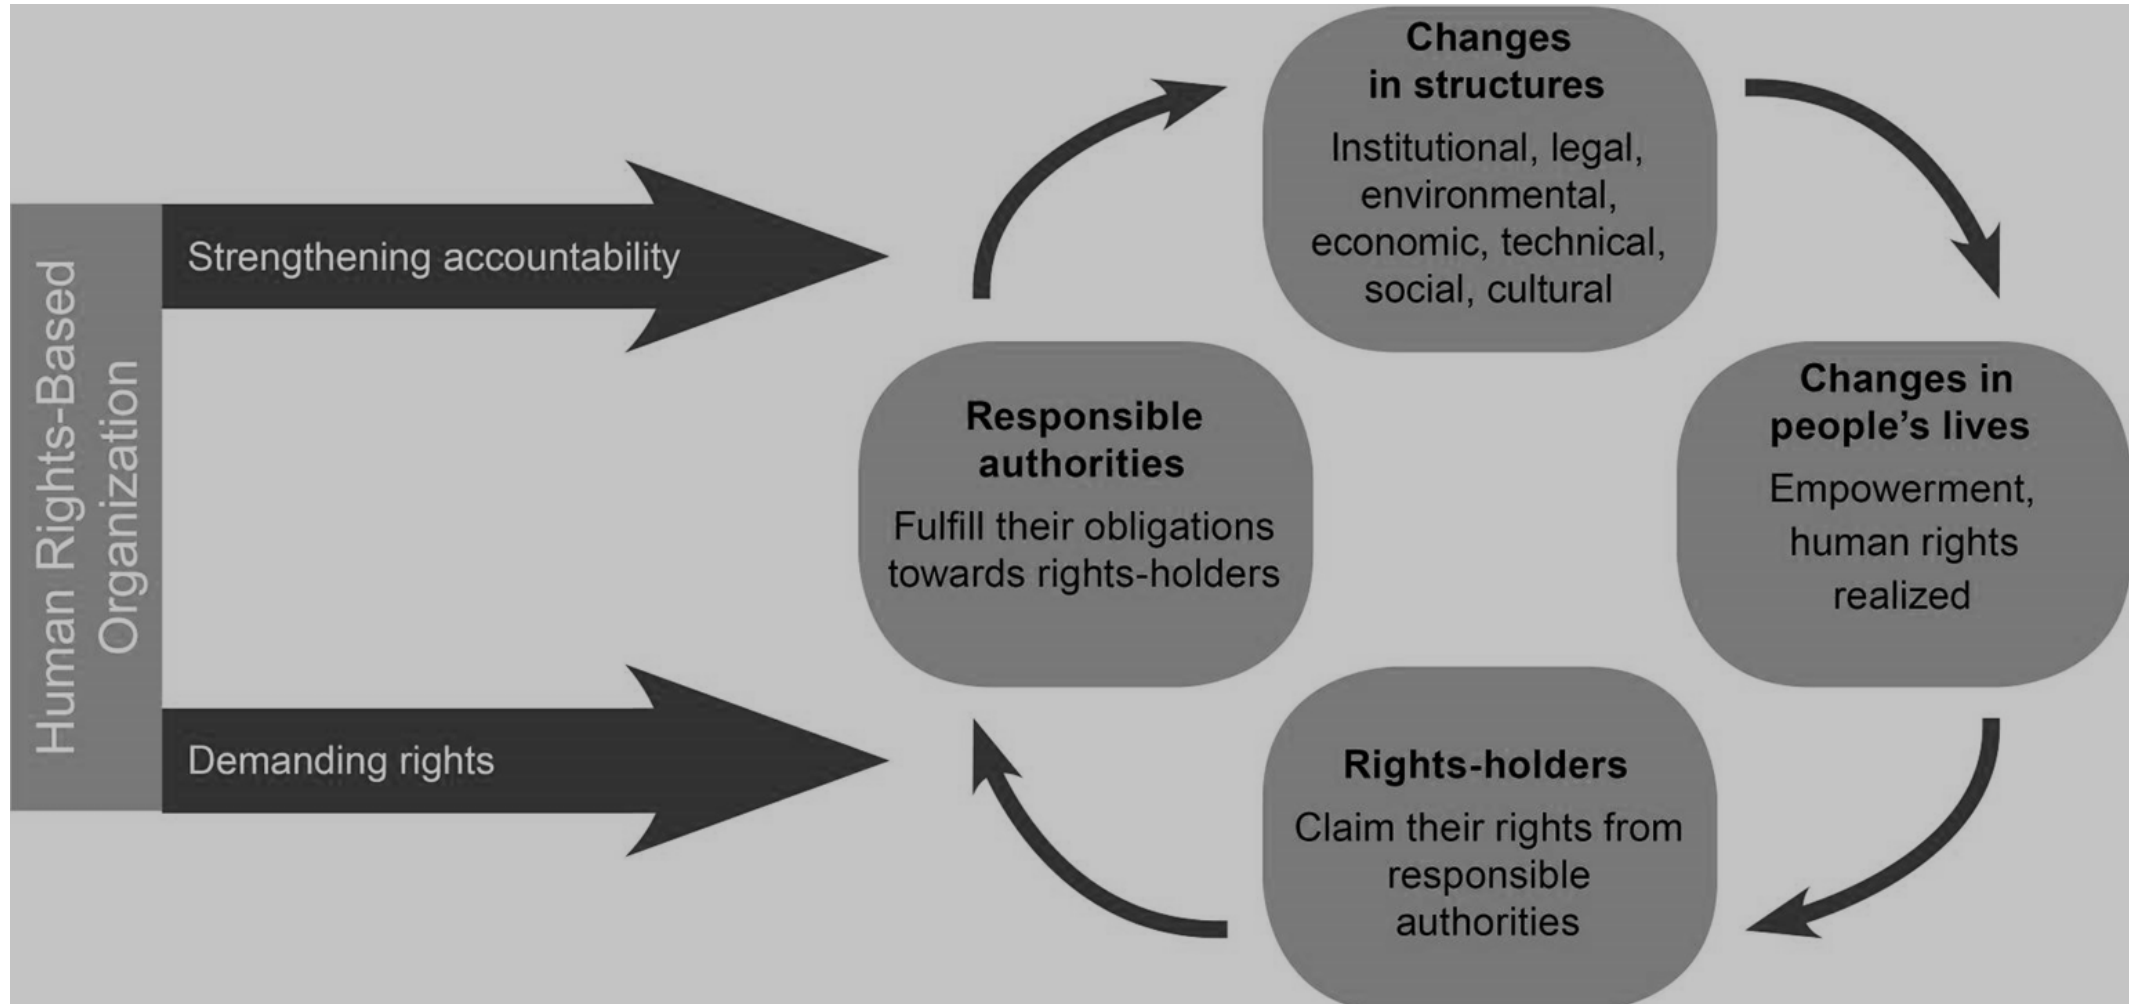 Human Rights-Based
Organization
Strengthening accountability
Demanding rights
Changes
in structures
Institutional, legal,
environmental,
economic, technical,
social, cultural
Responsible
authorities
Fulfill their obligations
towards rights-holders
Changes in
people’s lives
Empowerment,
human rights
realized
Rights-holders
Claim their rights from
responsible
authorities